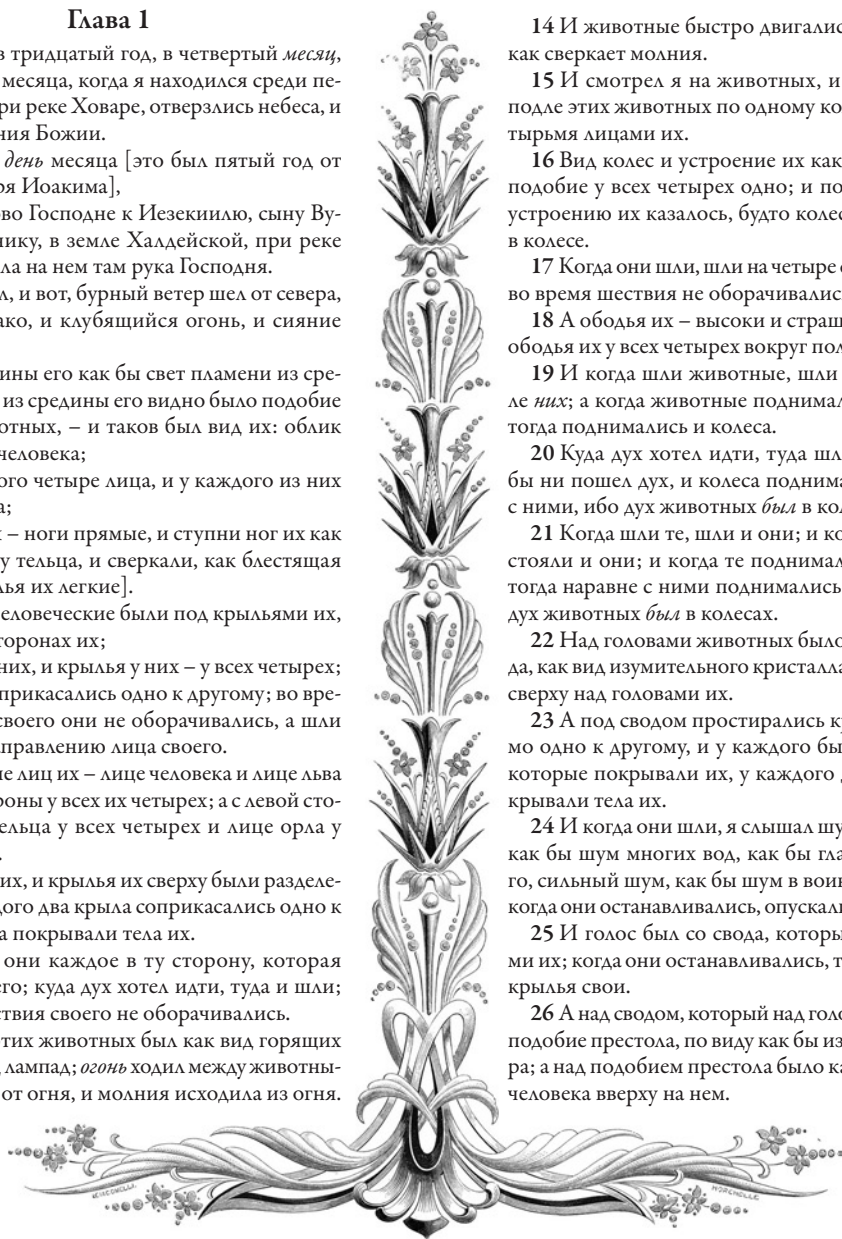 Глава 1
в тридцатый год, в четвертый месяц,
месяца, когда я находился среди пе-
ри реке Ховаре, отверзлись небеса, и
ния Божии.
день месяца [это был пятый год от
ря Иоакима],
во Господне к Иезекиилю, сыну Ву-
нику, в земле Халдейской, при реке
ла на нем там рука Господня.
л, и вот, бурный ветер шел от севера,
ако, и клубящийся огонь, и сияние
ины его как бы свет пламени из сре-
из средины его видно было подобие
отных, – и таков был вид их: облик
человека;
ого четыре лица, и у каждого из них
а;
– ноги прямые, и ступни ног их как
у тельца, и сверкали, как блестящая
лья их легкие].
еловеческие были под крыльями их,
торонах их;
них, и крылья у них – у всех четырех;
прикасались одно к другому; во вре-
своего они не оборачивались, а шли
аправлению лица своего.
ие лиц их – лице человека и лице льва
роны у всех их четырех; а с левой сто-
ельца у всех четырех и лице орла у
их, и крылья их сверху были разделе-
дого два крыла соприкасались одно к
а покрывали тела их.
они каждое в ту сторону, которая
его; куда дух хотел идти, туда и шли;
ствия своего не оборачивались.
этих животных был как вид горящих
лампад; огонь ходил между животны-
от огня, и молния исходила из огня.
14 И животные быстро двигалис
как сверкает молния.
15 И смотрел я на животных, и
подле этих животных по одному ко
тырьмя лицами их.
16 Вид колес и устроение их как
подобие у всех четырех одно; и по
устроению их казалось, будто колес
в колесе.
17 Когда они шли, шли на четыре
во время шествия не оборачивалис
18 А ободья их – высоки и страш
ободья их у всех четырех вокруг пол
19 И когда шли животные, шли
ле них; а когда животные поднимал
тогда поднимались и колеса.
20 Куда дух хотел идти, туда шл
бы ни пошел дух, и колеса поднима
с ними, ибо дух животных был в кол
21 Когда шли те, шли и они; и ко
стояли и они; и когда те поднимал
тогда наравне с ними поднимались
дух животных был в колесах.
22 Над головами животных было
да, как вид изумительного кристалла
сверху над головами их.
23 А под сводом простирались кр
мо одно к другому, и у каждого бы
которые покрывали их, у каждого
крывали тела их.
24 И когда они шли, я слышал шу
как бы шум многих вод, как бы гла
го, сильный шум, как бы шум в воин
когда они останавливались, опускал
25 И голос был со свода, которы
ми их; когда они останавливались, т
крылья свои.
26 А над сводом, который над голо
подобие престола, по виду как бы из
ра; а над подобием престола было ка
человека вверху на нем.